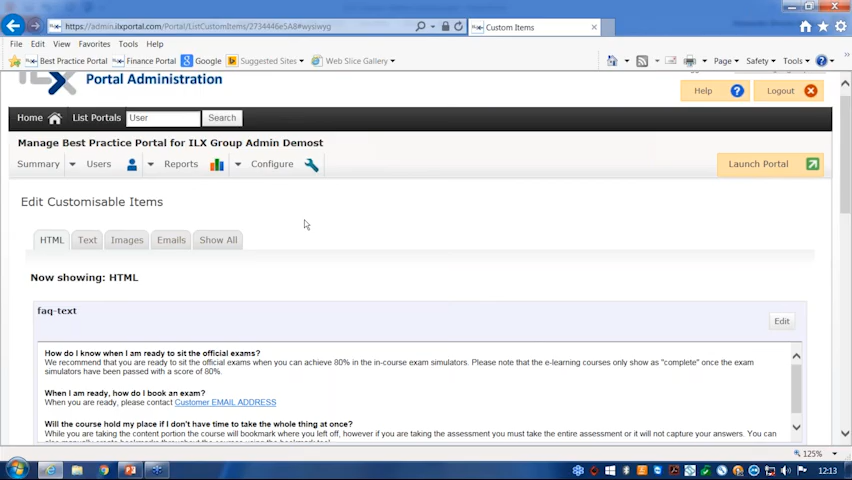 https://admin.ilxportal.com/Portal/ListCustomItems/2734446e5A8#wysiwyg
Custom Items
File Edit View Favorites Tools Help
Best Practice Portal Finance Portal Google Suggested Sites Web Slice Gallery
Page Safety Tools
ILX
Portal Administration
Help
Logout
Home
List Portals
User
Search
Manage Best Practice Portal for ILX Group Admin Demost
Summary
Users
Reports
Configure
Launch Portal
Edit Customisable Items
HTML
Text
Images
Emails
Show All
Now showing: HTML
faq-text
Edit
How do I know when I am ready to sit the official exams?
We recommend that you are ready to sit the official exams when you can achieve 80% in the in-course exam simulators. Please note that the e-learning courses only show as "complete" once the exam
simulators have been passed with a score of 80%.
When I am ready, how do I book an exam?
When you are ready, please contact Customer EMAIL ADDRESS
Will the course hold my place if I don't have time to take the whole thing at once?
While you are taking the content portion the course will bookmark where you left off, however if you are taking the assessment you must take the entire assessment or it will not capture your answers. You can
125%
12:13